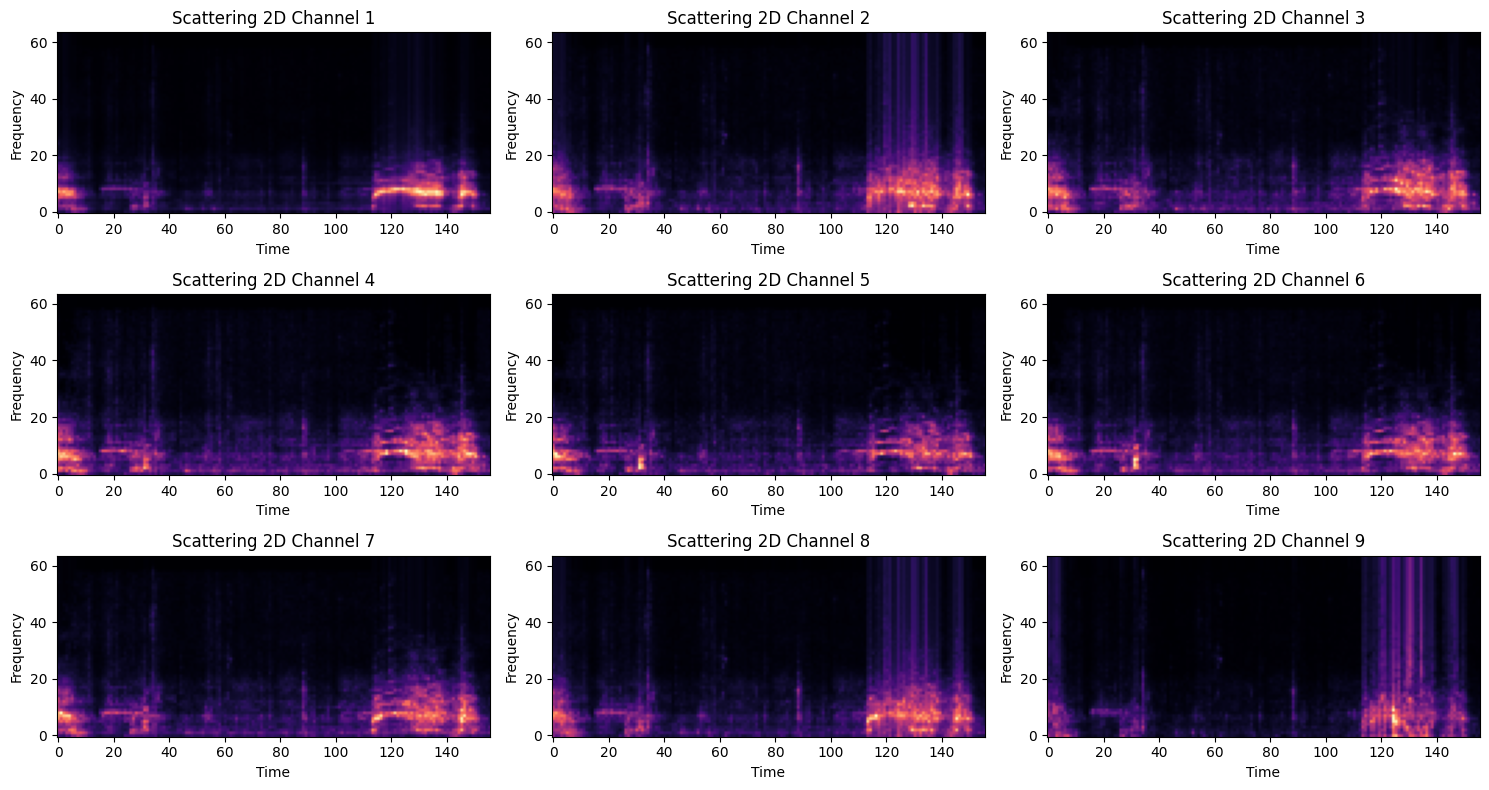 Scattering 2D Channel 1 Scattering 2D Channel 2 Scattering 2D Channel 3
60 60 60
40 40 40
20 20 20
0 0 0
Frequency Frequency Frequency
0 20 40 60 80 100 120 140 0 20 40 60 80 100 120 140 0 20 40 60 80 100 120 140
Time Time Time
Scattering 2D Channel 4 Scattering 2D Channel 5 Scattering 2D Channel 6
60 60 60
40 40 40
20 20 20
0 0 0
Frequency Frequency Frequency
0 20 40 60 80 100 120 140 0 20 40 60 80 100 120 140 0 20 40 60 80 100 120 140
Time Time Time
Scattering 2D Channel 7 Scattering 2D Channel 8 Scattering 2D Channel 9
60 60 60
40 40 40
20 20 20
0 0 0
Frequency Frequency Frequency
0 20 40 60 80 100 120 140 0 20 40 60 80 100 120 140 0 20 40 60 80 100 120 140
Time Time Time